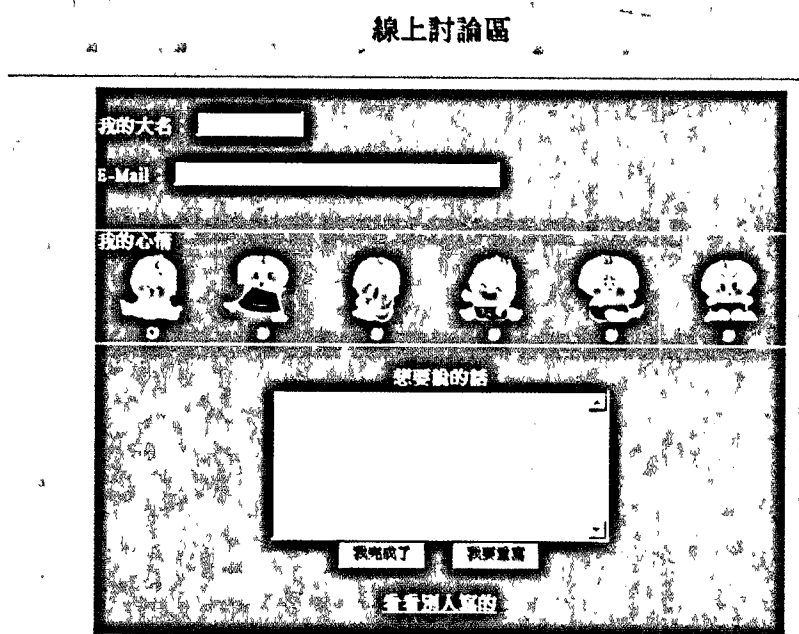 線上討論區
我的大名
E-Mail :
我的心情
想要說的話
我完成了 我要重寫
看看別人寫的